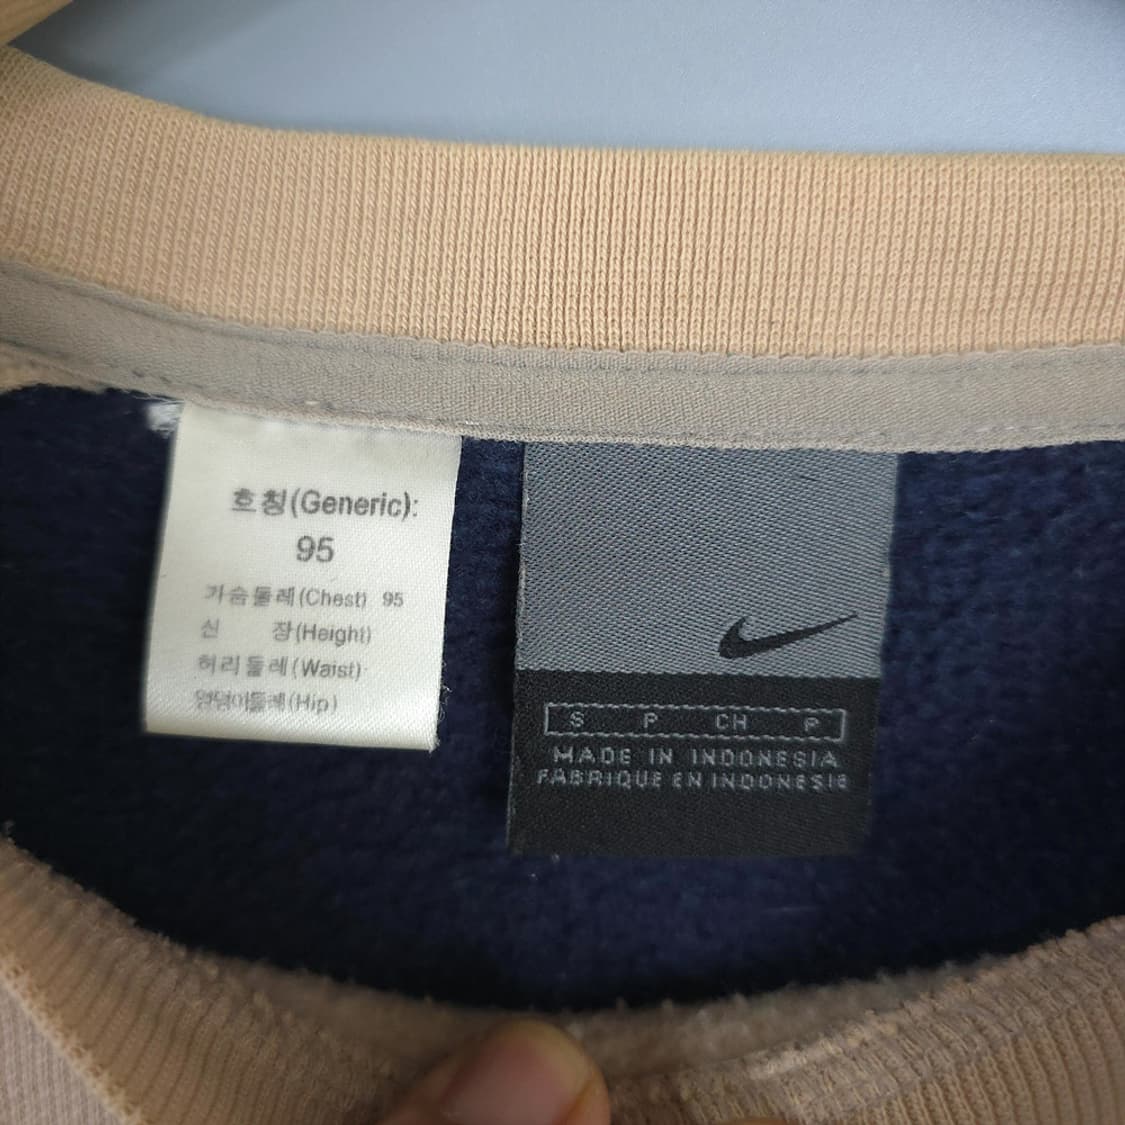 호칭(Generic):
95
가슴둘레(Chest) 95
신 장(Height)
허리둘레(Waist)
엉덩이둘레(Hip)
S P CH P
MADE IN INDONESIA
FABRIQUE EN INDONESIE